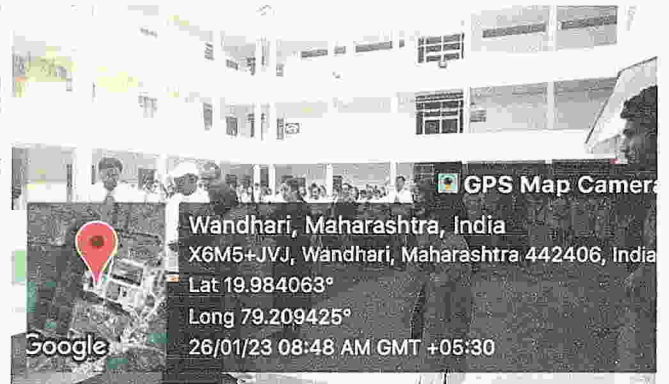 GPS Map Camera
Wandhari, Maharashtra, India
X6M5+JVJ, Wandhari, Maharashtra 442406, India
Lat 19.984063°
Long 79.209425°
26/01/23 08:48 AM GMT +05:30
Google